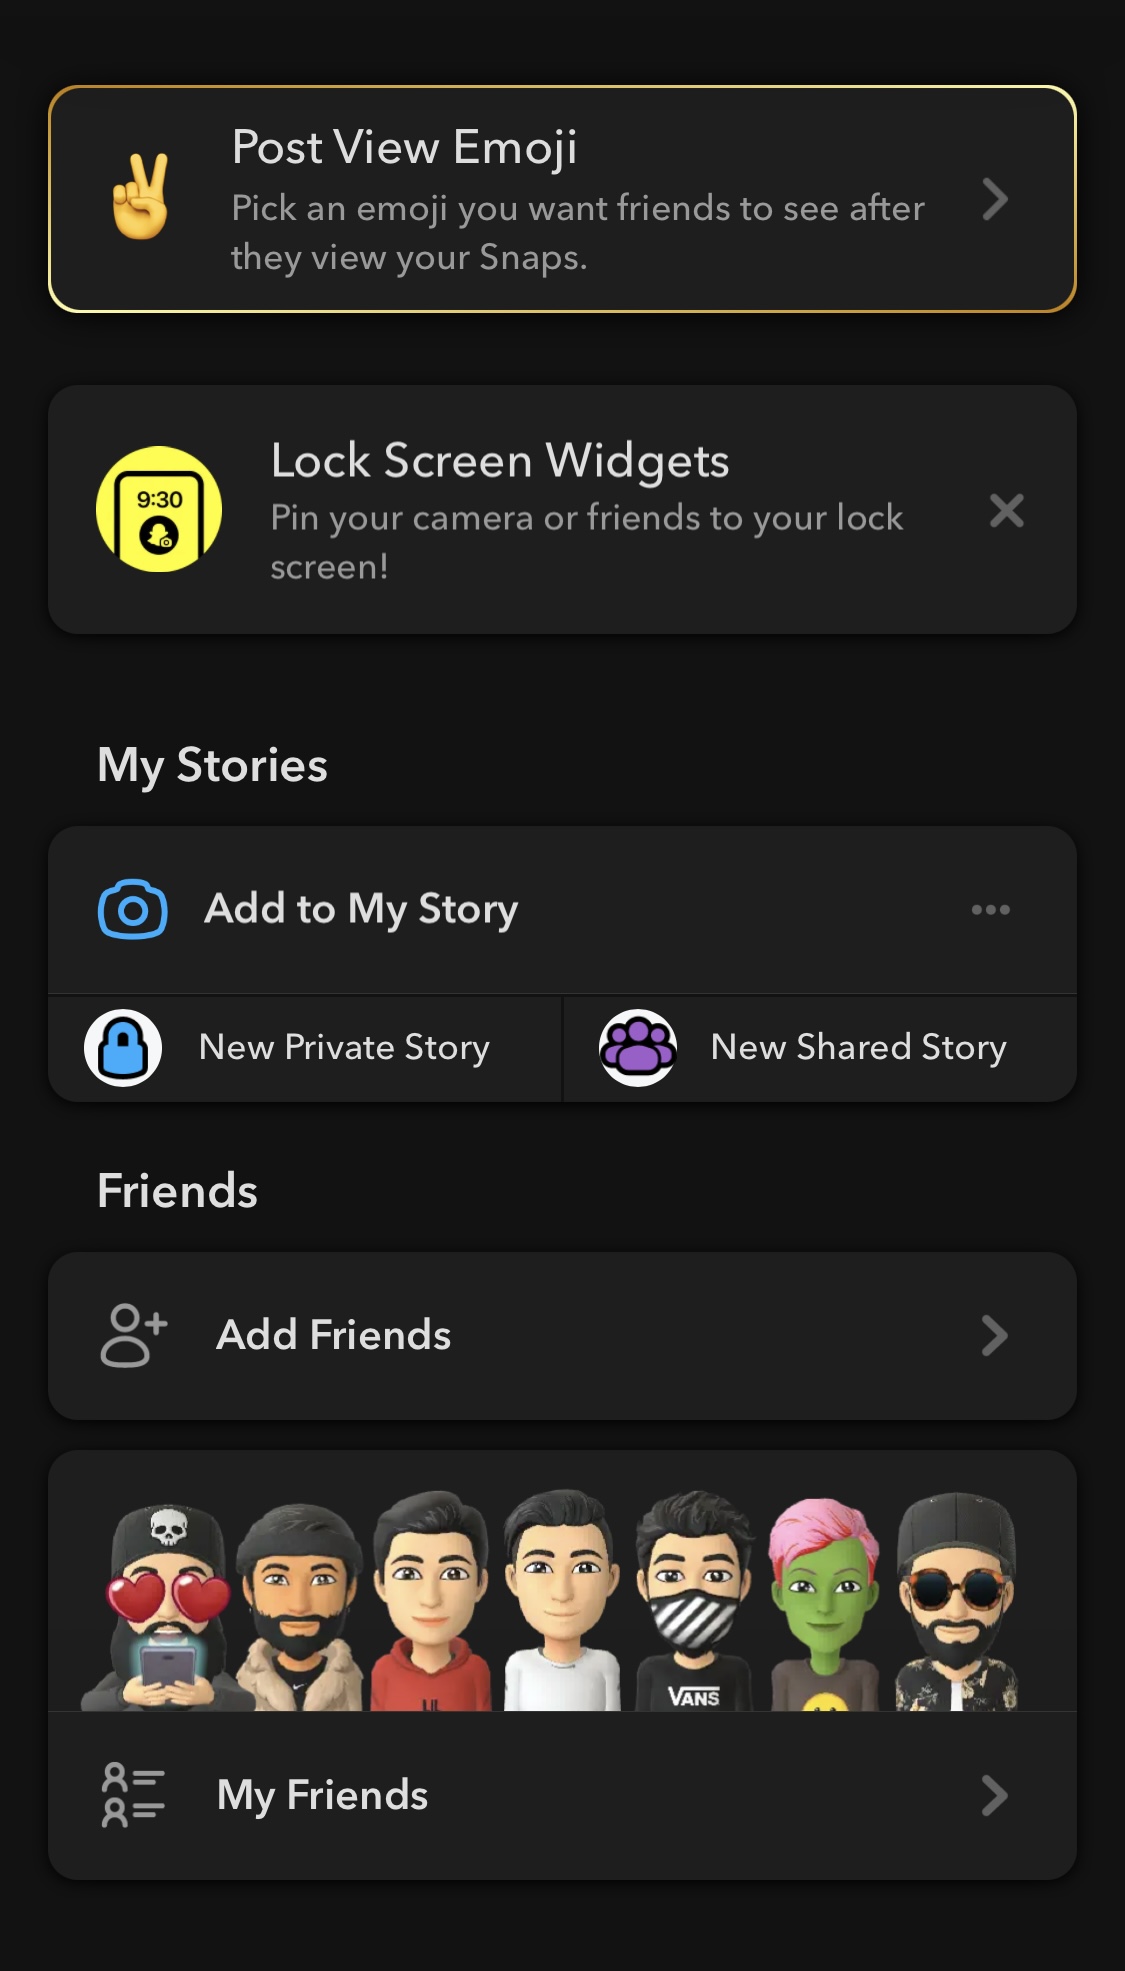 Post View Emoji
Pick an emoji you want friends to see after
they view your Snaps.
Lock Screen Widgets
9:30
Pin your camera or friends to your lock
screen!
My Stories
Add to My Story
New Private Story
New Shared Story
Friends
Add Friends
VANS
My Friends